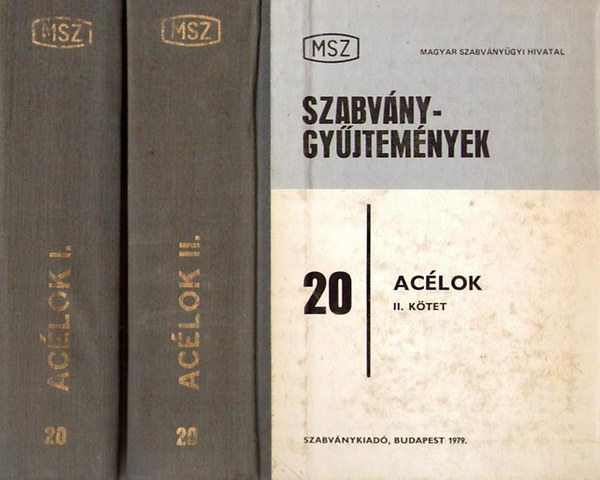 MSZ
ACÉLOK I.
20
MSZ
ACÉLOK II.
20
MSZ
MAGYAR SZABVÁNYÜGYI HIVATAL
SZABVÁNY-
GYŰJTEMÉNYEK
20
ACÉLOK
II. KÖTET
SZABVÁNYKIADÓ, BUDAPEST 1979.